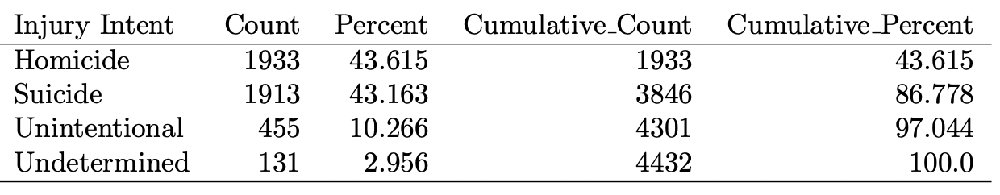 Injury Intent Count Percent Cumulative_Count Cumulative_Percent
Homicide 1933 43.615 1933 43.615
Suicide 1913 43.163 3846 86.778
Unintentional 455 10.266 4301 97.044
Undetermined 131 2.956 4432 100.0